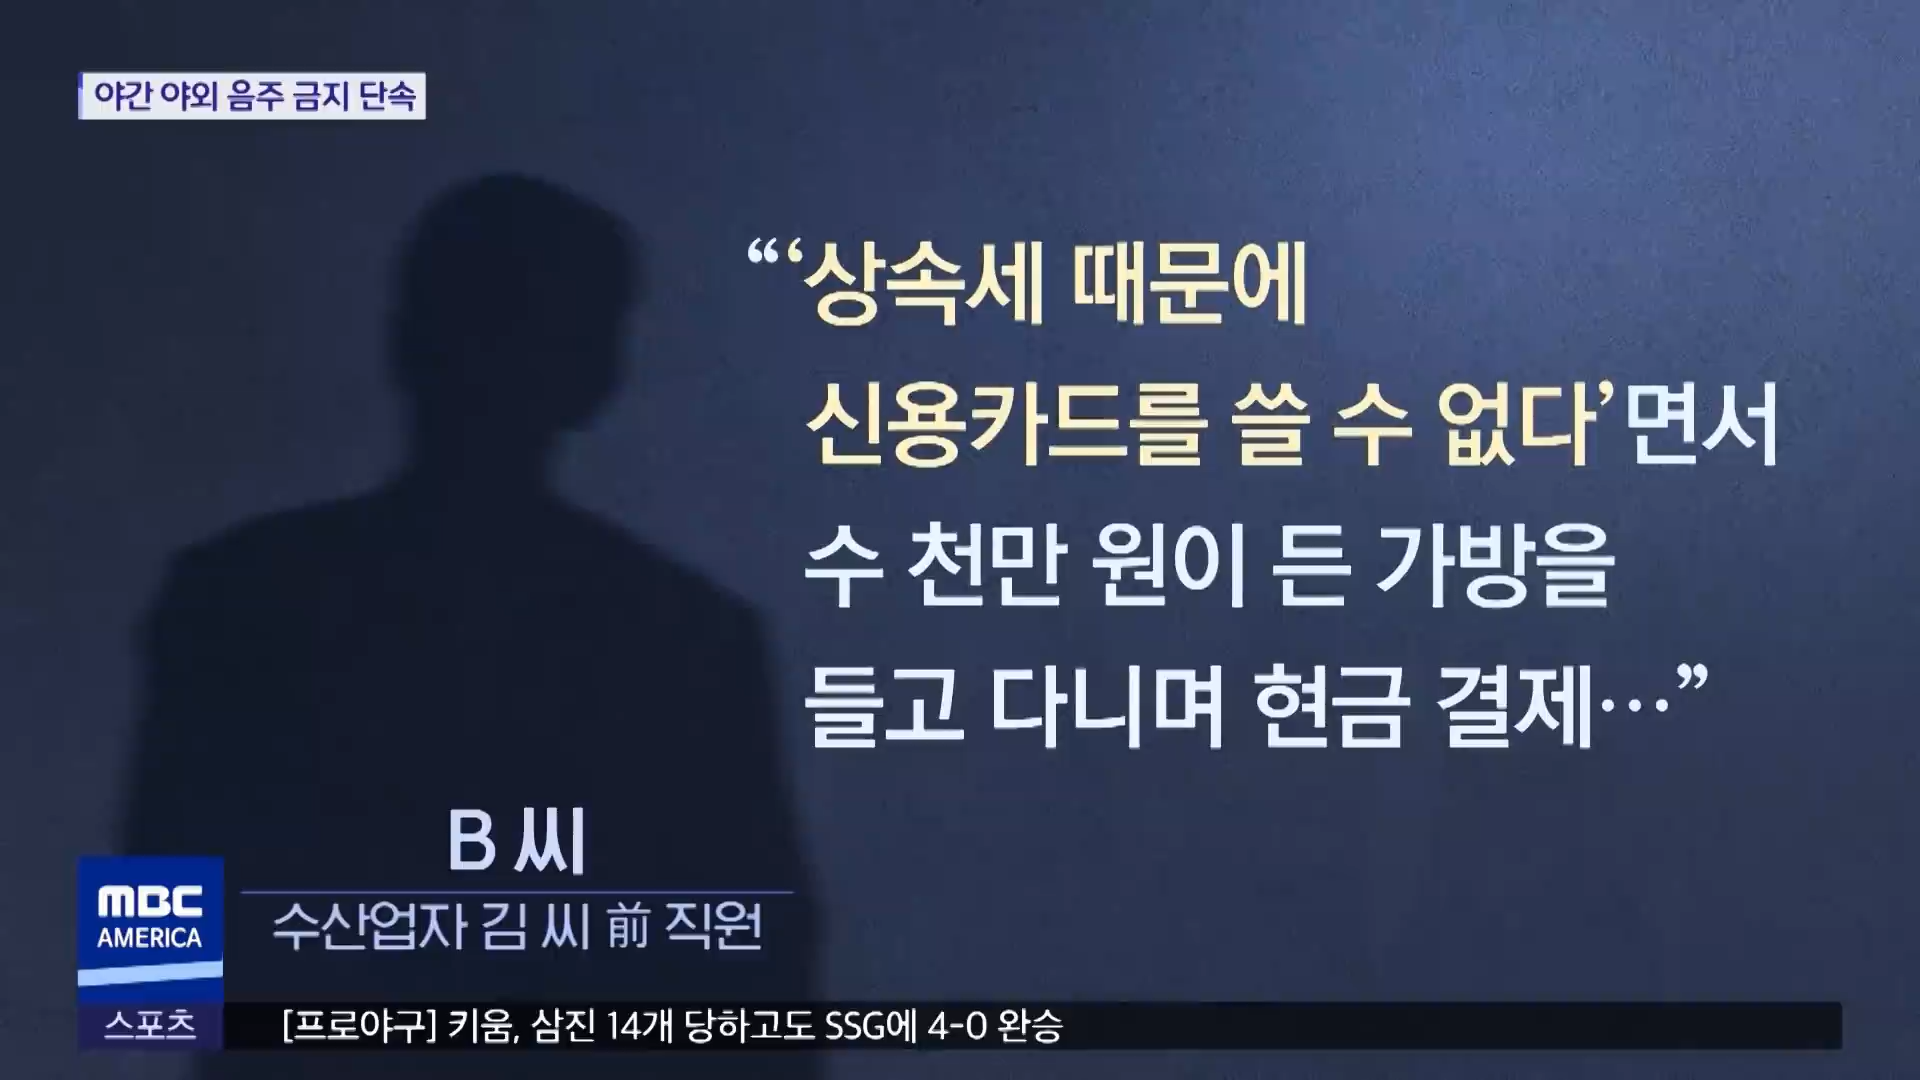 야간 야외 음주 금지 단속
“‘상속세 때문에
신용카드를 쓸 수 없다’면서
수 천만 원이 든 가방을
들고 다니며 현금 결제…”
B 씨
수산업자 김 씨 前 직원
MBC
AMERICA
스포츠 [프로야구] 키움, 삼진 14개 당하고도 SSG에 4-0 완승